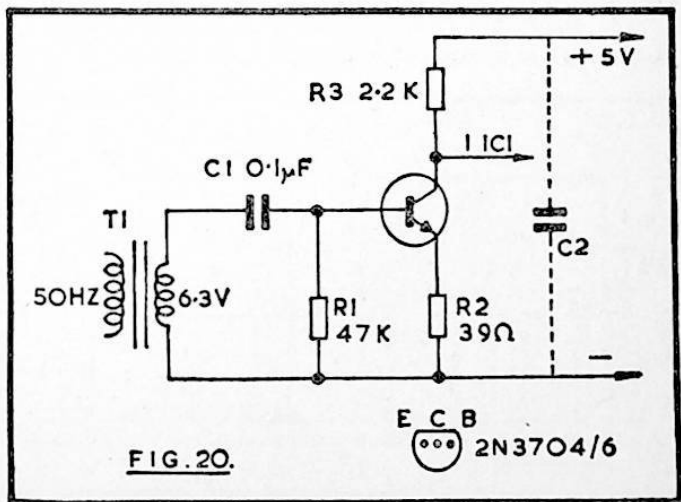 + 5V
R3 2·2 K
1 IC1
C1 0·1µF
T1
C2
50HZ
6·3V
R1
47K
R2
39Ω
–
E C B
2N3704/6
FIG. 20.